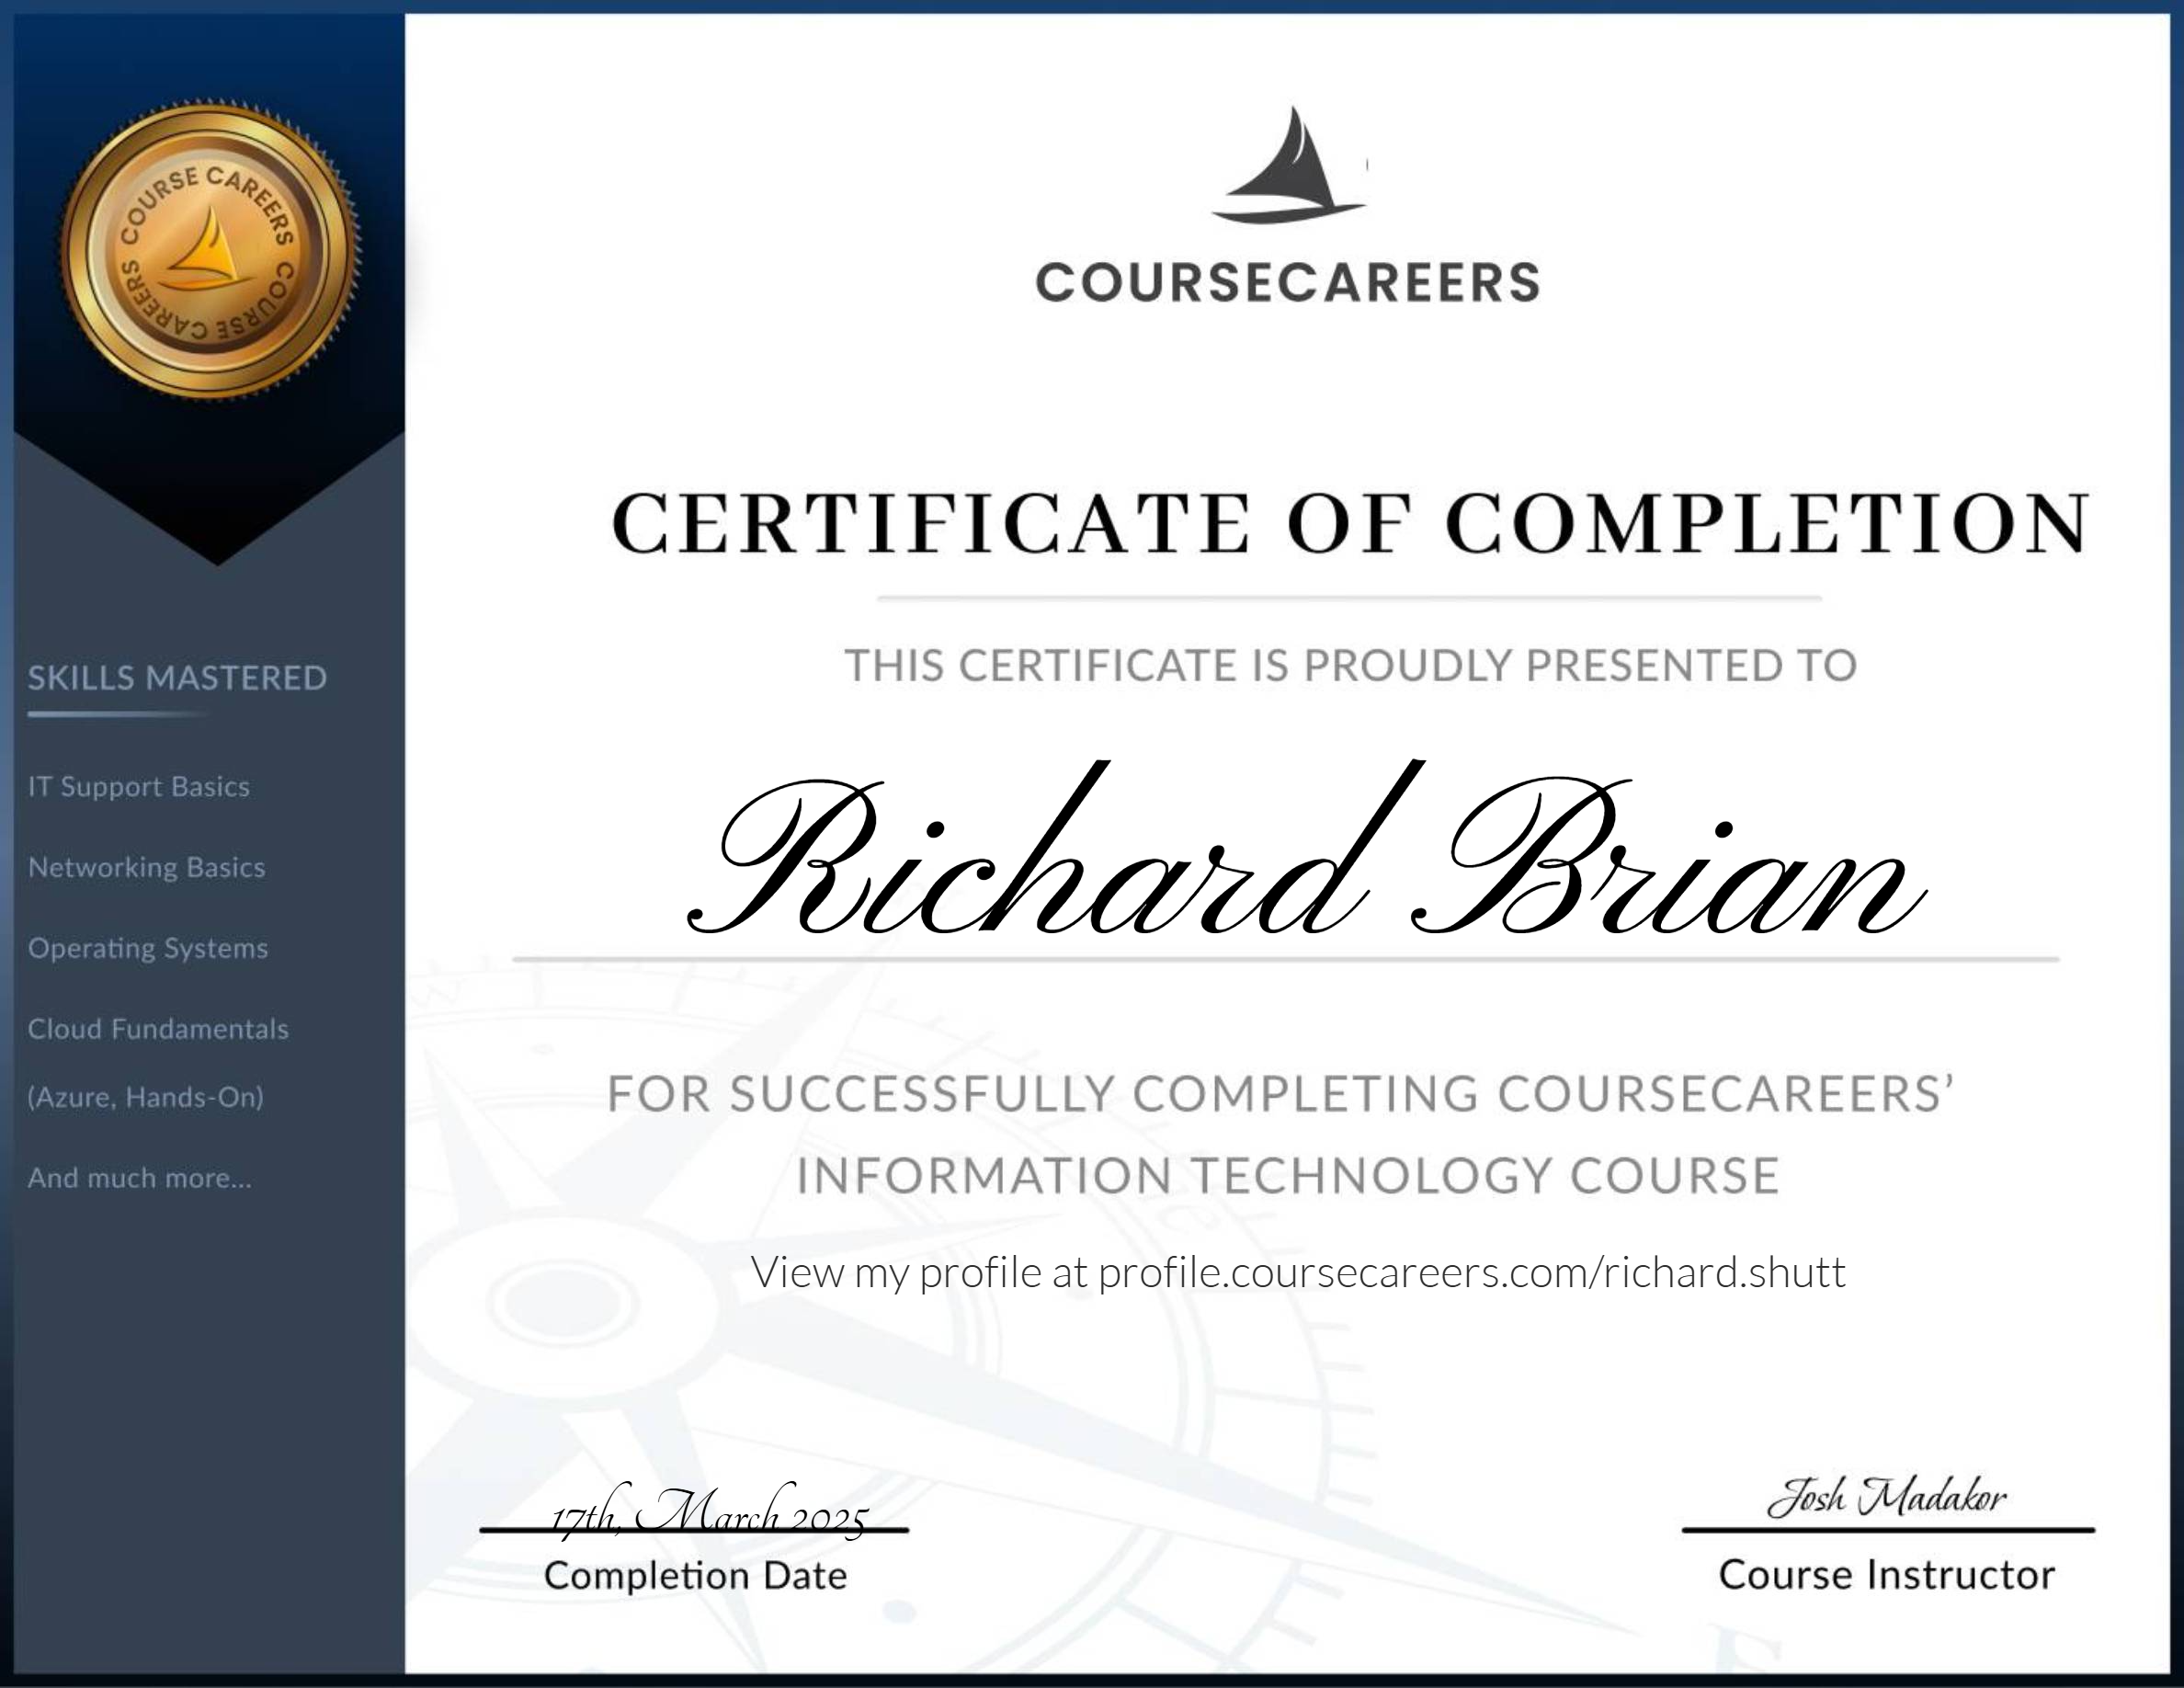 COURSE CAREERS COURSE CAREERS
COURSECAREERS
CERTIFICATE OF COMPLETION
THIS CERTIFICATE IS PROUDLY PRESENTED TO
Richard Brian
FOR SUCCESSFULLY COMPLETING COURSECAREERS’
INFORMATION TECHNOLOGY COURSE
View my profile at profile.coursecareers.com/richard.shutt
17th, March 2025
Completion Date
Josh Madakor
Course Instructor
SKILLS MASTERED
IT Support Basics
Networking Basics
Operating Systems
Cloud Fundamentals
(Azure, Hands-On)
And much more...